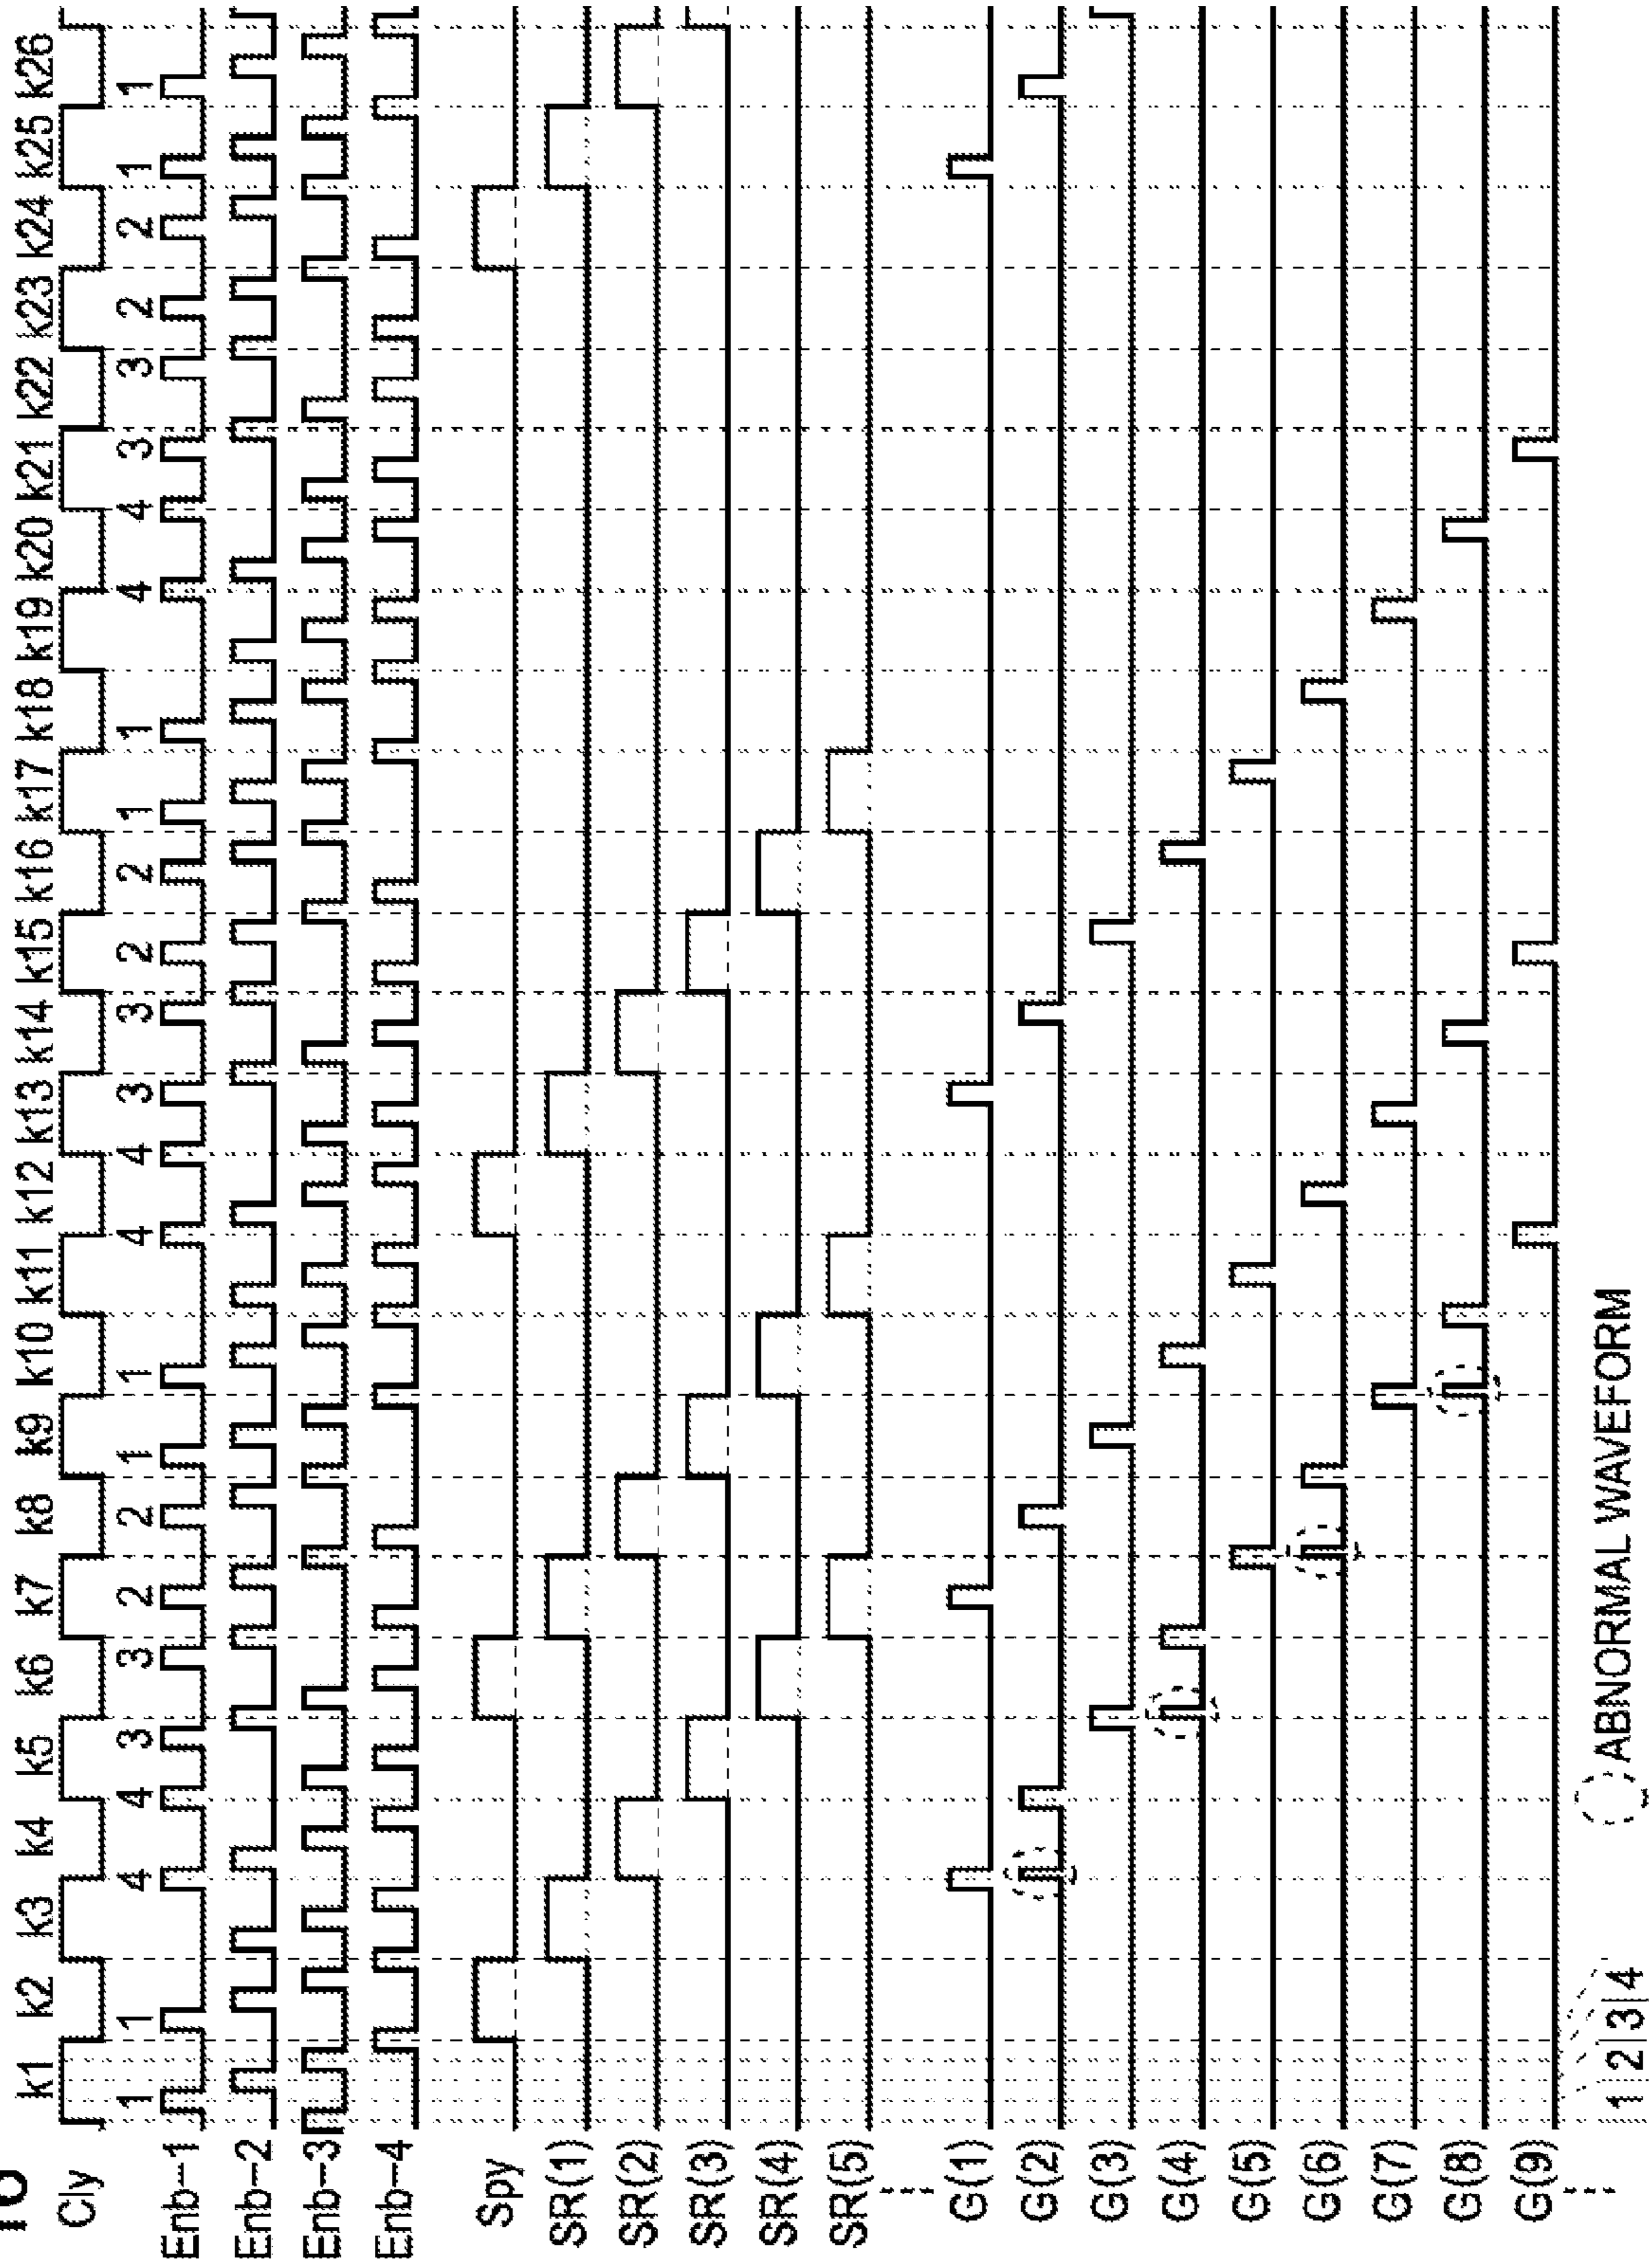 16
k1 k2 k3 k4 k5 k6 k7 k8 k9 k10 k11 k12 k13 k14 k15 k16 k17 k18 k19 k20 k21 k22 k23 k24 k25 k26
Cly
1 1 4 4 3 3 2 2 1 1 4 4 3 3 2 2 1 1 4 4 3 3 2 2 1 1
Enb-1
Enb-2
Enb-3
Enb-4
Spy
SR(1)
SR(2)
SR(3)
SR(4)
SR(5)
G(1)
G(2)
G(3)
G(4)
G(5)
G(6)
G(7)
G(8)
G(9)
1 2 3 4
ABNORMAL WAVEFORM